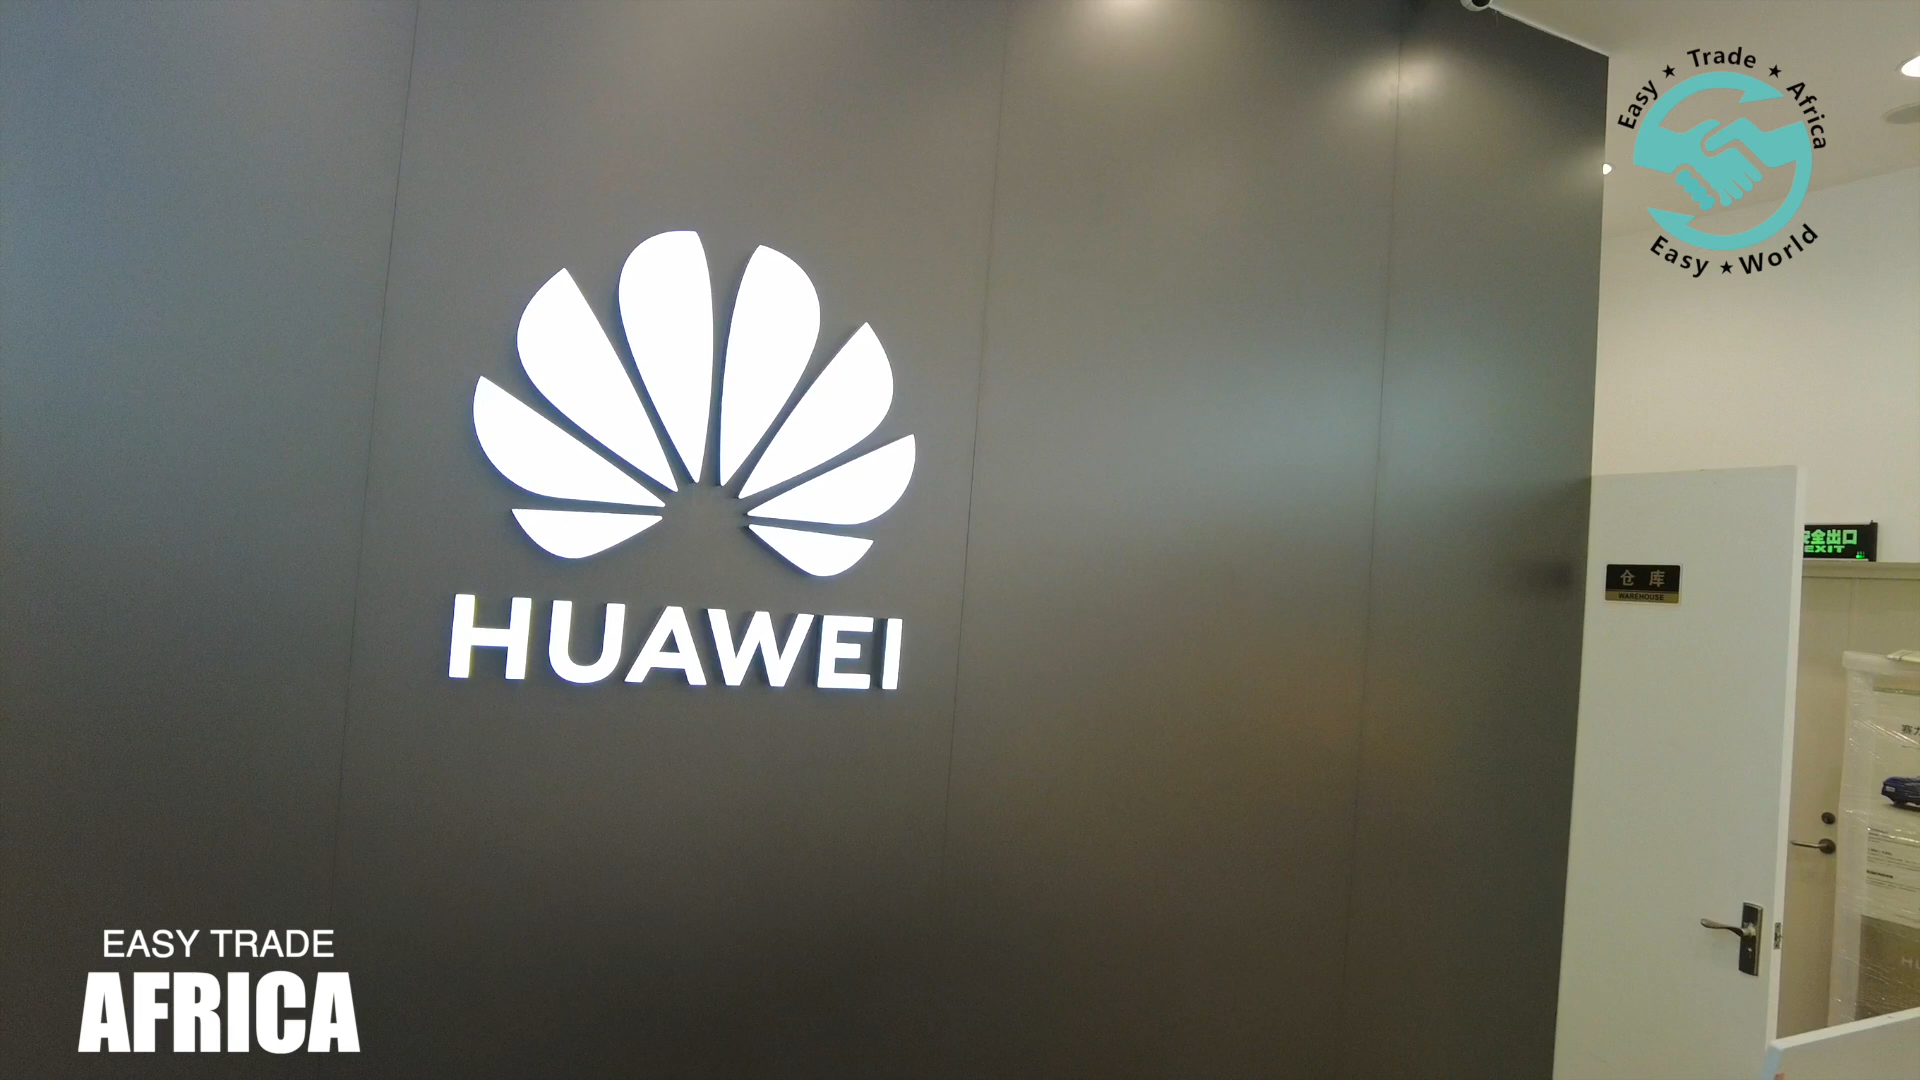 Easy ★ Trade ★ Africa
Easy ★ World
HUAWEI
安全出口
EXIT
仓 库
WAREHOUSE
EASY TRADE
AFRICA